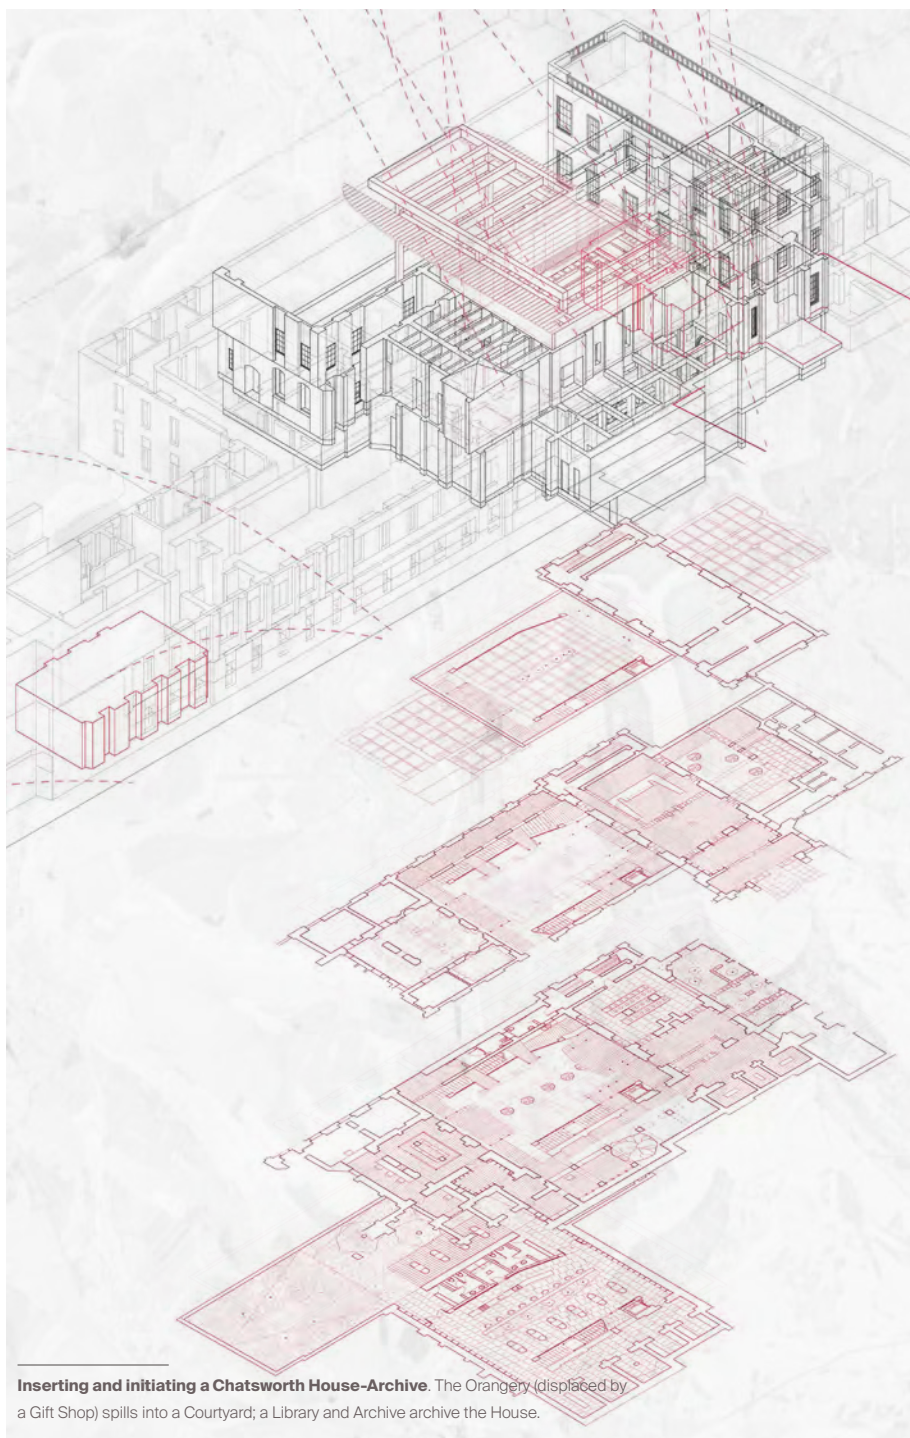 Inserting and initiating a Chatsworth House-Archive. The Orangery (displaced by
a Gift Shop) spills into a Courtyard; a Library and Archive archive the House.